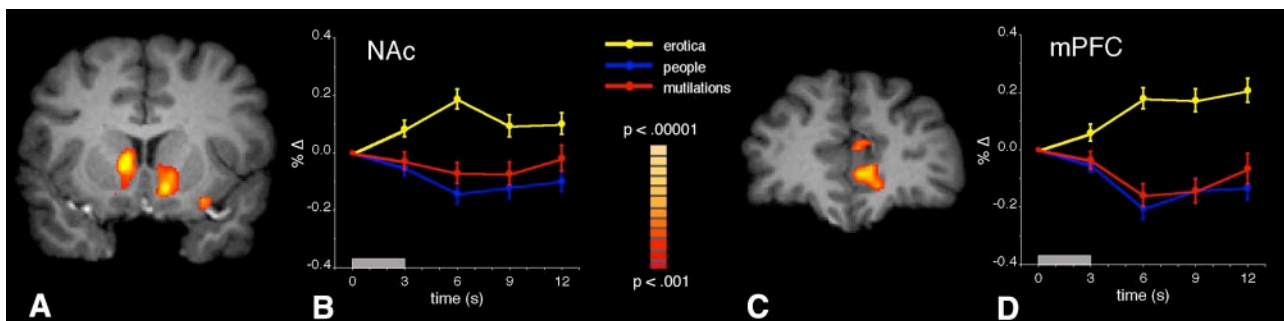 A
0.4
0.2
0.0
-0.2
-0.4
% Δ
NAc
0 3 6 9 12
time (s)
B
erotica
people
mutilations
p < .00001
p < .001
C
0.4
0.2
0.0
-0.2
-0.4
% Δ
mPFC
0 3 6 9 12
time (s)
D